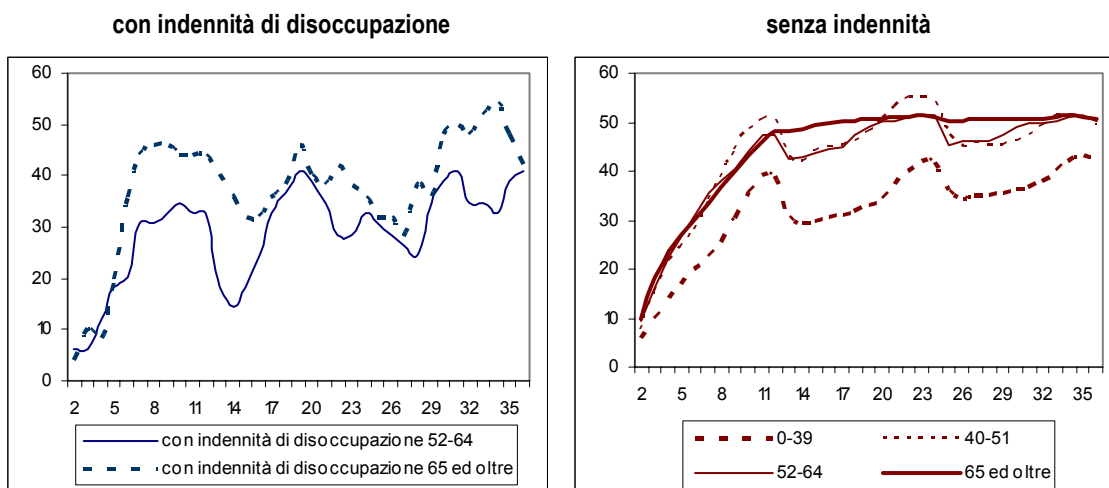 con indennità di disoccupazione
60
50
40
30
20
10
0
2 5 8 11 14 17 20 23 26 29 32 35
con indennità di disoccupazione 52-64
con indennità di disoccupazione 65 ed oltre
senza indennità
60
50
40
30
20
10
0
2 5 8 11 14 17 20 23 26 29 32 35
0-39 40-51
52-64 65 ed oltre